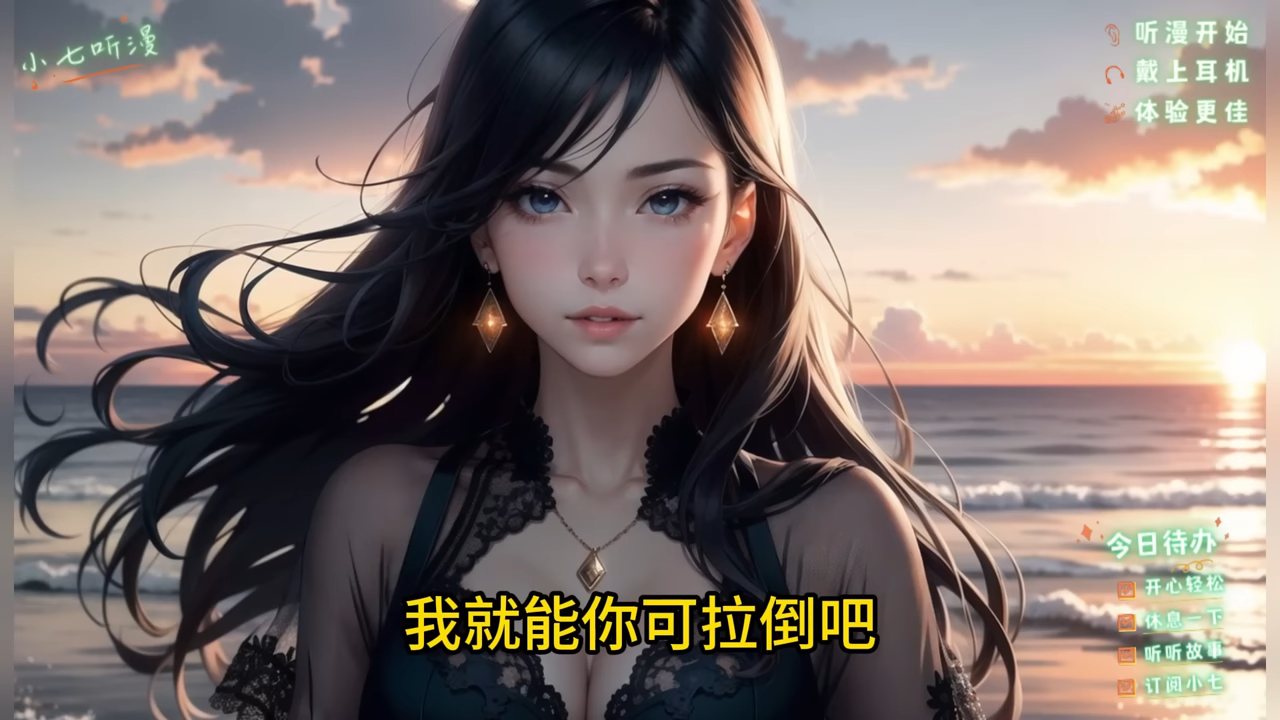 小七听漫
听漫开始
戴上耳机
体验更佳
今日待办
开心轻松
休息一下
听听故事
订阅小七
我就能你可拉倒吧